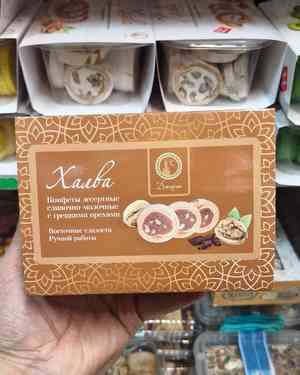 Халва
Конфеты десертные
сливочно-молочные
с грецкими орехами
Восточные сладости
Ручной работы